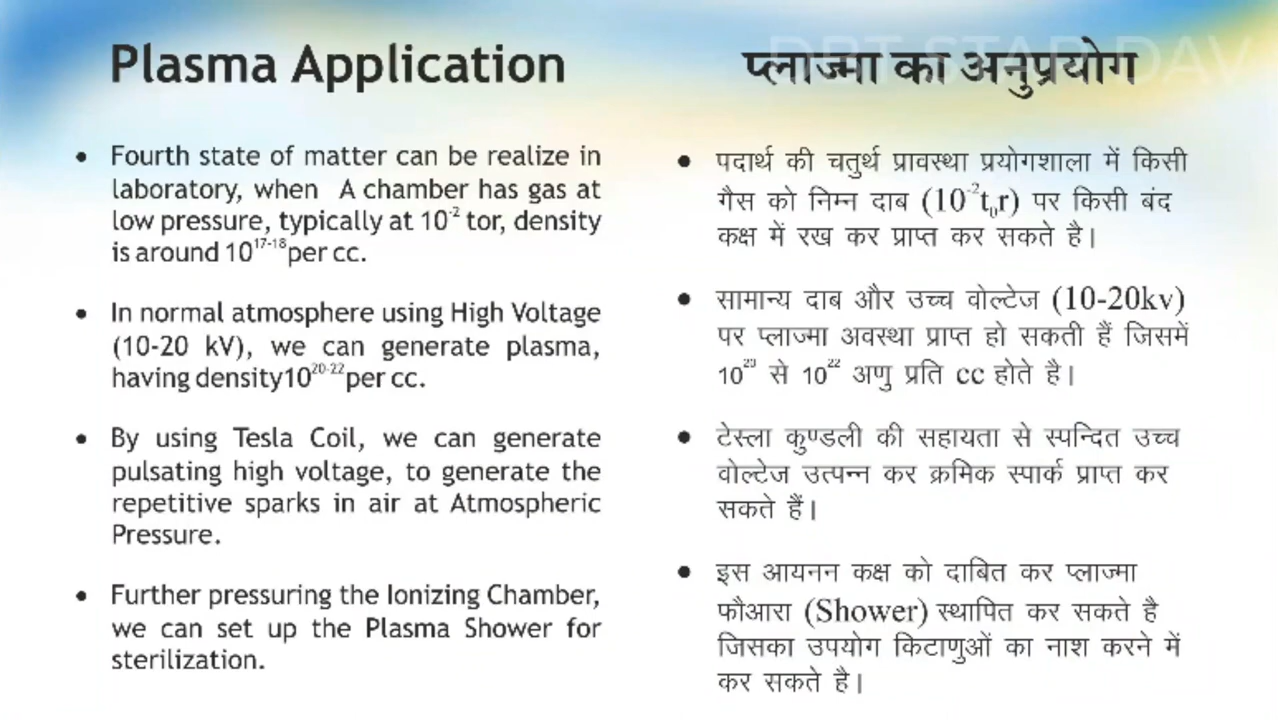 DBT STAR DAV
Plasma Application
• Fourth state of matter can be realize in
laboratory, when A chamber has gas at
low pressure, typically at 10⁻² tor, density
is around 10¹⁷⁻¹⁸ per cc.
• In normal atmosphere using High Voltage
(10-20 kV), we can generate plasma,
having density10²⁰⁻²² per cc.
• By using Tesla Coil, we can generate
pulsating high voltage, to generate the
repetitive sparks in air at Atmospheric
Pressure.
• Further pressuring the Ionizing Chamber,
we can set up the Plasma Shower for
sterilization.
प्लाज्मा का अनुप्रयोग
• पदार्थ की चतुर्थ प्रावस्था प्रयोगशाला में किसी
गैस को निम्न दाब (10⁻²t₀r) पर किसी बंद
कक्ष में रख कर प्राप्त कर सकते है।
• सामान्य दाब और उच्च वोल्टेज (10-20kv)
पर प्लाज्मा अवस्था प्राप्त हो सकती हैं जिसमें
10²⁰ से 10²² अणु प्रति cc होते है।
• टेस्ला कुण्डली की सहायता से स्पन्दित उच्च
वोल्टेज उत्पन्न कर क्रमिक स्पार्क प्राप्त कर
सकते हैं।
• इस आयनन कक्ष को दाबित कर प्लाज्मा
फौआरा (Shower) स्थापित कर सकते है
जिसका उपयोग किटाणुओं का नाश करने में
कर सकते है।